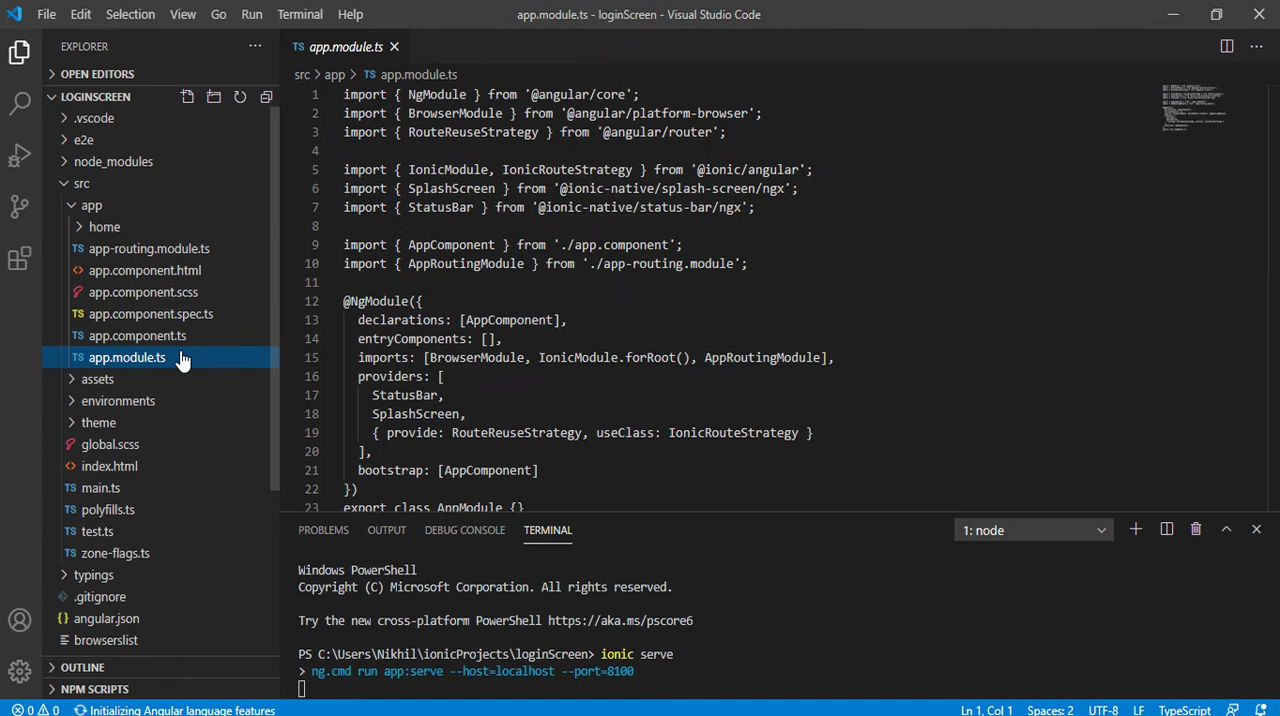 File Edit Selection View Go Run Terminal Help
app.module.ts - loginScreen - Visual Studio Code
EXPLORER
OPEN EDITORS
LOGINSCREEN
.vscode
e2e
node_modules
src
app
home
TS app-routing.module.ts
<> app.component.html
app.component.scss
TS app.component.spec.ts
TS app.component.ts
TS app.module.ts
assets
environments
theme
global.scss
<> index.html
TS main.ts
TS polyfills.ts
TS test.ts
TS zone-flags.ts
typings
.gitignore
{} angular.json
browserslist
OUTLINE
NPM SCRIPTS
TS app.module.ts
src > app > TS app.module.ts
1 import { NgModule } from '@angular/core';
2 import { BrowserModule } from '@angular/platform-browser';
3 import { RouteReuseStrategy } from '@angular/router';
4
5 import { IonicModule, IonicRouteStrategy } from '@ionic/angular';
6 import { SplashScreen } from '@ionic-native/splash-screen/ngx';
7 import { StatusBar } from '@ionic-native/status-bar/ngx';
8
9 import { AppComponent } from './app.component';
10 import { AppRoutingModule } from './app-routing.module';
11
12 @NgModule({
13 declarations: [AppComponent],
14 entryComponents: [],
15 imports: [BrowserModule, IonicModule.forRoot(), AppRoutingModule],
16 providers: [
17 StatusBar,
18 SplashScreen,
19 { provide: RouteReuseStrategy, useClass: IonicRouteStrategy }
20 ],
21 bootstrap: [AppComponent]
22 })
23 export class AppModule {}
PROBLEMS OUTPUT DEBUG CONSOLE TERMINAL
1: node
Windows PowerShell
Copyright (C) Microsoft Corporation. All rights reserved.
Try the new cross-platform PowerShell https://aka.ms/pscore6
PS C:\Users\Nikhil\ionicProjects\loginScreen> ionic serve
> ng.cmd run app:serve --host=localhost --port=8100
0 0 Initializing Angular language features
Ln 1, Col 1 Spaces: 2 UTF-8 LF TypeScript